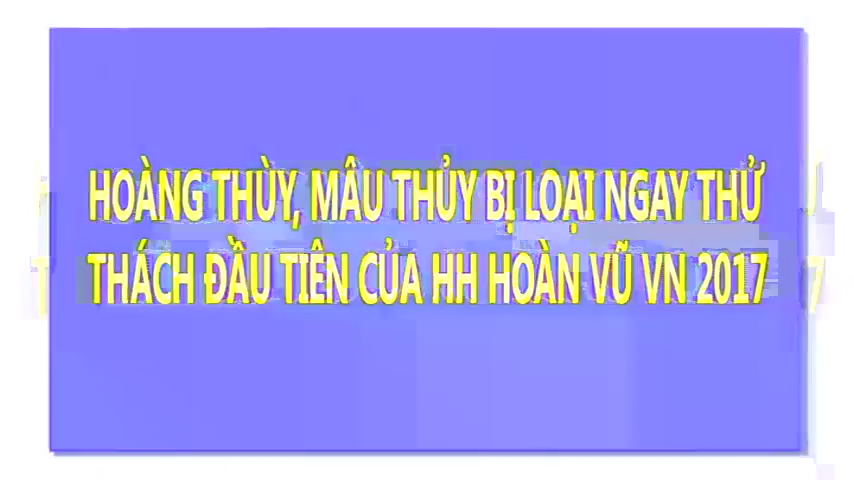 HOÀNG THÙY, MÂU THỦY BỊ LOẠI NGAY THỬ
THÁCH ĐẦU TIÊN CỦA HH HOÀN VŨ VN 2017